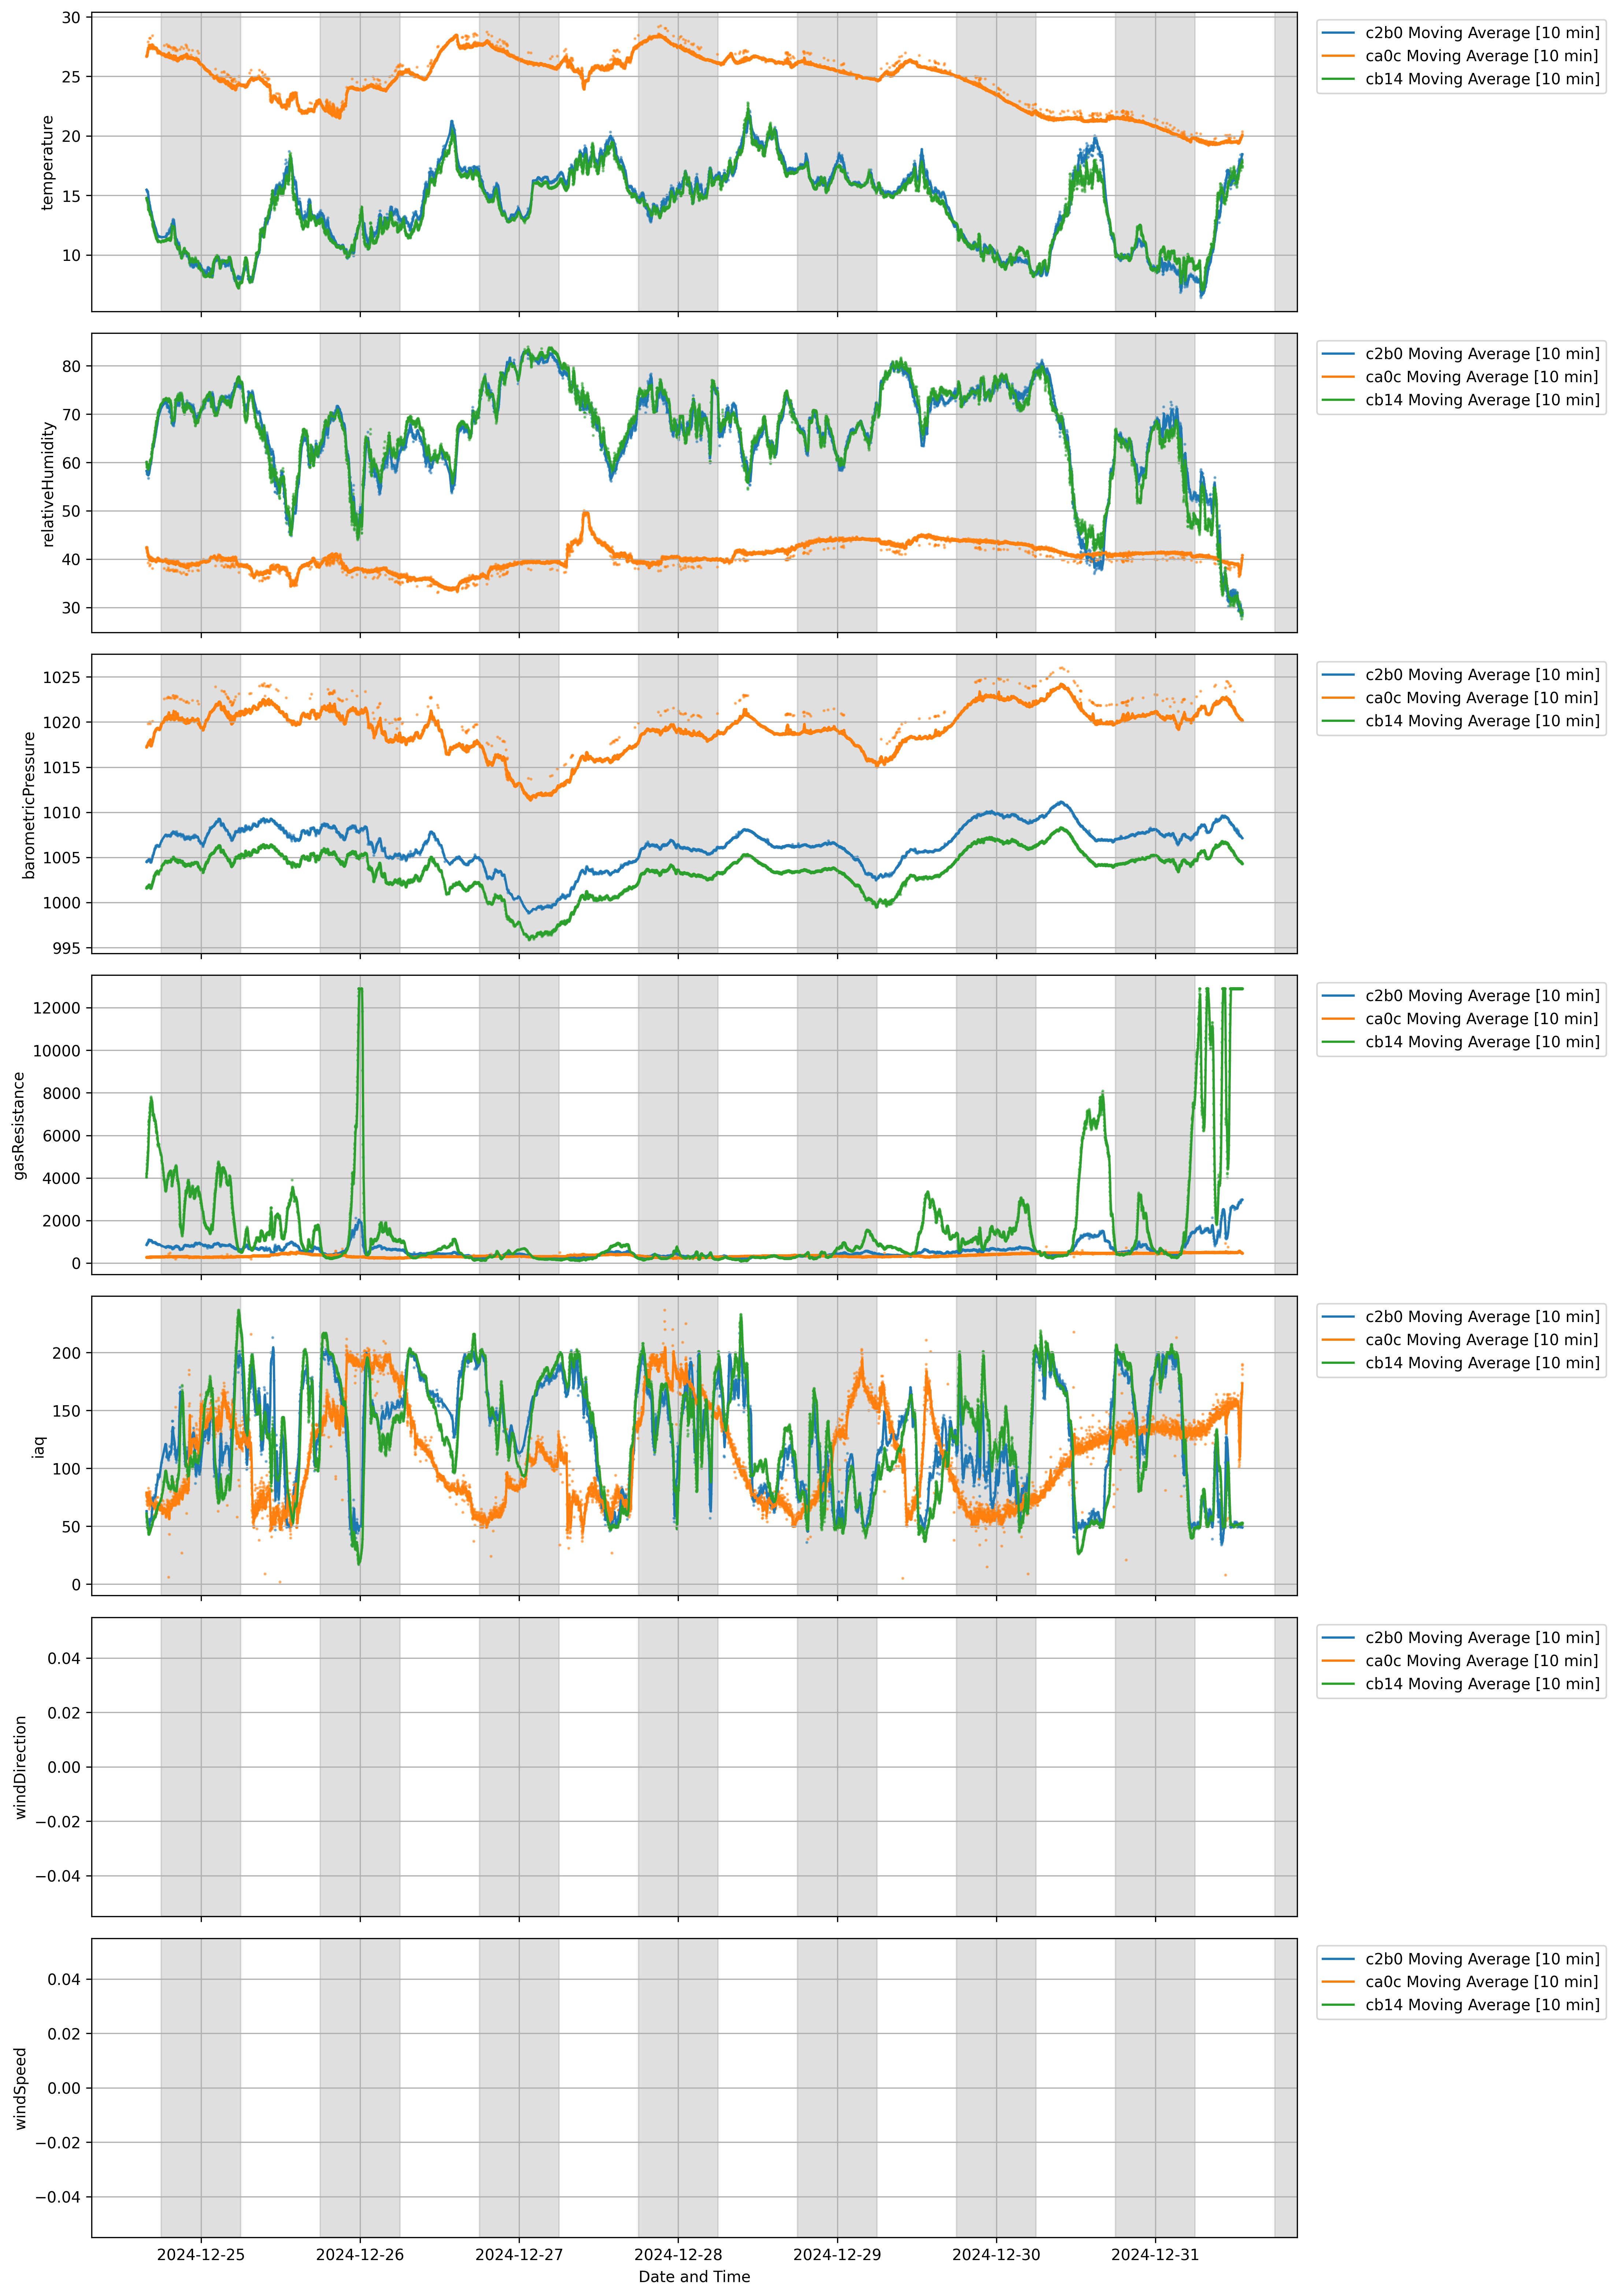 30
25
20
15
10
temperature
c2b0 Moving Average [10 min]
ca0c Moving Average [10 min]
cb14 Moving Average [10 min]
80
70
60
50
40
30
relativeHumidity
c2b0 Moving Average [10 min]
ca0c Moving Average [10 min]
cb14 Moving Average [10 min]
1025
1020
1015
1010
1005
1000
995
barometricPressure
c2b0 Moving Average [10 min]
ca0c Moving Average [10 min]
cb14 Moving Average [10 min]
12000
10000
8000
6000
4000
2000
0
gasResistance
c2b0 Moving Average [10 min]
ca0c Moving Average [10 min]
cb14 Moving Average [10 min]
200
150
100
50
0
iaq
c2b0 Moving Average [10 min]
ca0c Moving Average [10 min]
cb14 Moving Average [10 min]
0.04
0.02
0.00
−0.02
−0.04
windDirection
c2b0 Moving Average [10 min]
ca0c Moving Average [10 min]
cb14 Moving Average [10 min]
0.04
0.02
0.00
−0.02
−0.04
windSpeed
c2b0 Moving Average [10 min]
ca0c Moving Average [10 min]
cb14 Moving Average [10 min]
2024-12-25 2024-12-26 2024-12-27 2024-12-28 2024-12-29 2024-12-30 2024-12-31
Date and Time